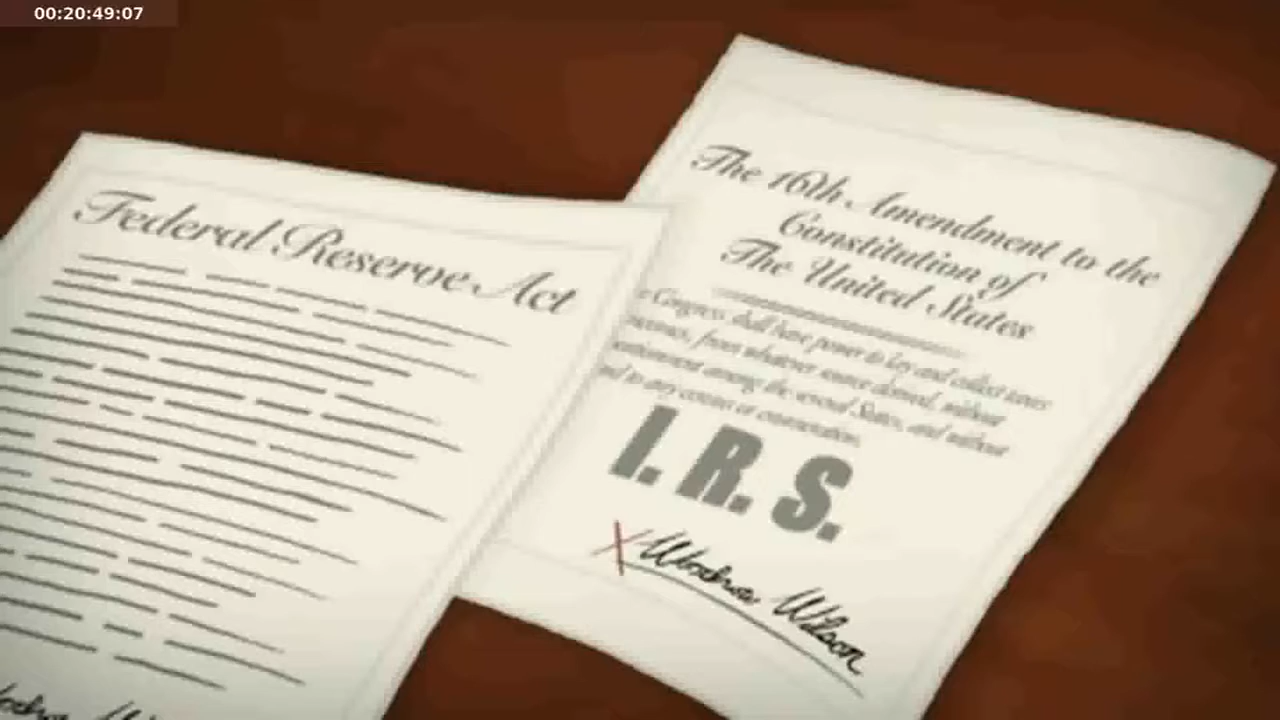 00:20:49:07
Federal Reserve Act
The 16th Amendment to the
Constitution of
The United States
Congress shall have power to lay and collect taxes
incomes, from whatever source derived, without
apportionment among the several States, and without
to any census or enumeration.
I. R. S.
X Woodrow Wilson